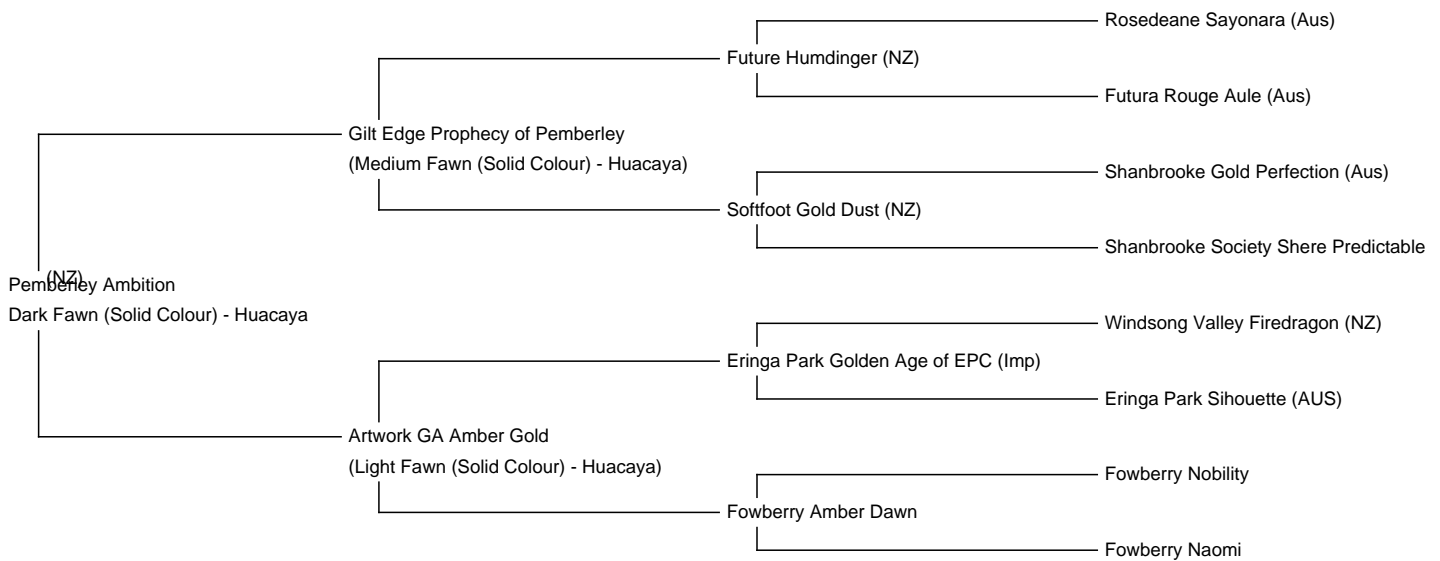 Rosedeane Sayonara (Aus)
Future Humdinger (NZ)
Futura Rouge Aule (Aus)
Gilt Edge Prophecy of Pemberley
(Medium Fawn (Solid Colour) - Huacaya)
Shanbrooke Gold Perfection (Aus)
Softfoot Gold Dust (NZ)
Shanbrooke Society Shere Predictable
(NZ)
Pemberley Ambition
Dark Fawn (Solid Colour) - Huacaya
Windsong Valley Firedragon (NZ)
Eringa Park Golden Age of EPC (Imp)
Eringa Park Sihouette (AUS)
Artwork GA Amber Gold
(Light Fawn (Solid Colour) - Huacaya)
Fowberry Nobility
Fowberry Amber Dawn
Fowberry Naomi